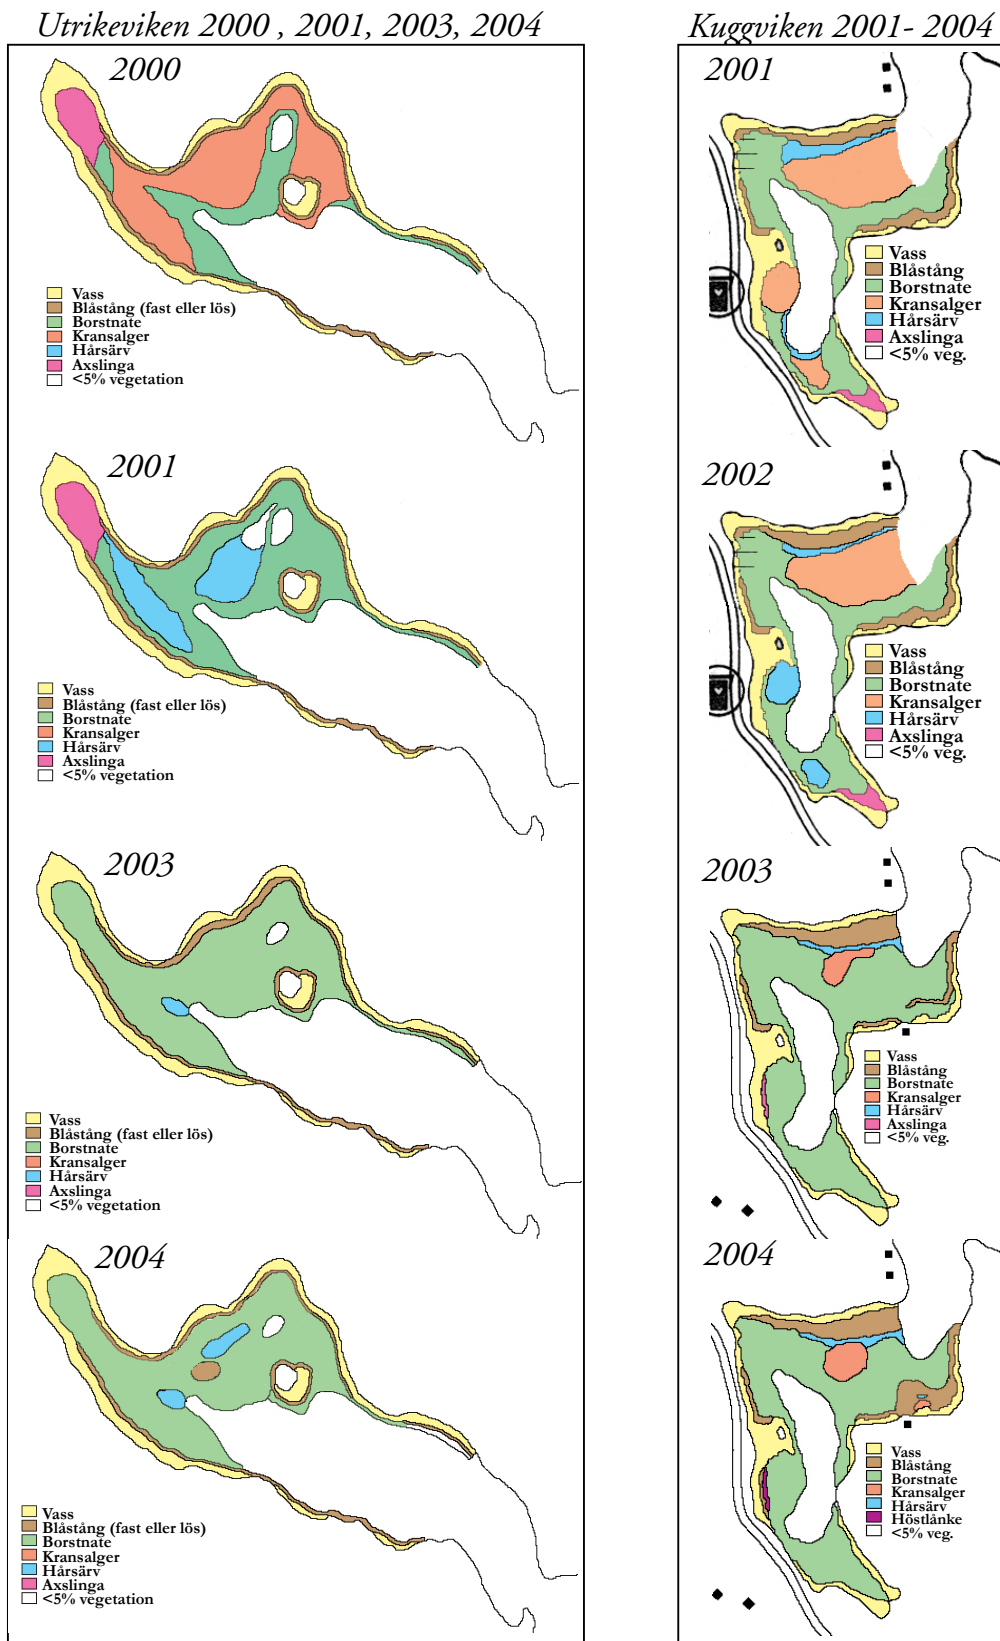 Utrikeviken 2000 , 2001, 2003, 2004
2000
Vass
Blåstång (fast eller lös)
Borstnate
Kransalger
Hårsärv
Axslinga
<5% vegetation
2001
Vass
Blåstång (fast eller lös)
Borstnate
Kransalger
Hårsärv
Axslinga
<5% vegetation
2003
Vass
Blåstång (fast eller lös)
Borstnate
Kransalger
Hårsärv
Axslinga
<5% vegetation
2004
Vass
Blåstång (fast eller lös)
Borstnate
Kransalger
Hårsärv
Axslinga
<5% vegetation
Kuggviken 2001- 2004
2001
Vass
Blåstång
Borstnate
Kransalger
Hårsärv
Axslinga
<5% veg.
2002
Vass
Blåstång
Borstnate
Kransalger
Hårsärv
Axslinga
<5% veg.
2003
Vass
Blåstång
Borstnate
Kransalger
Hårsärv
Axslinga
<5% veg.
2004
Vass
Blåstång
Borstnate
Kransalger
Hårsärv
Höstlånke
<5% veg.